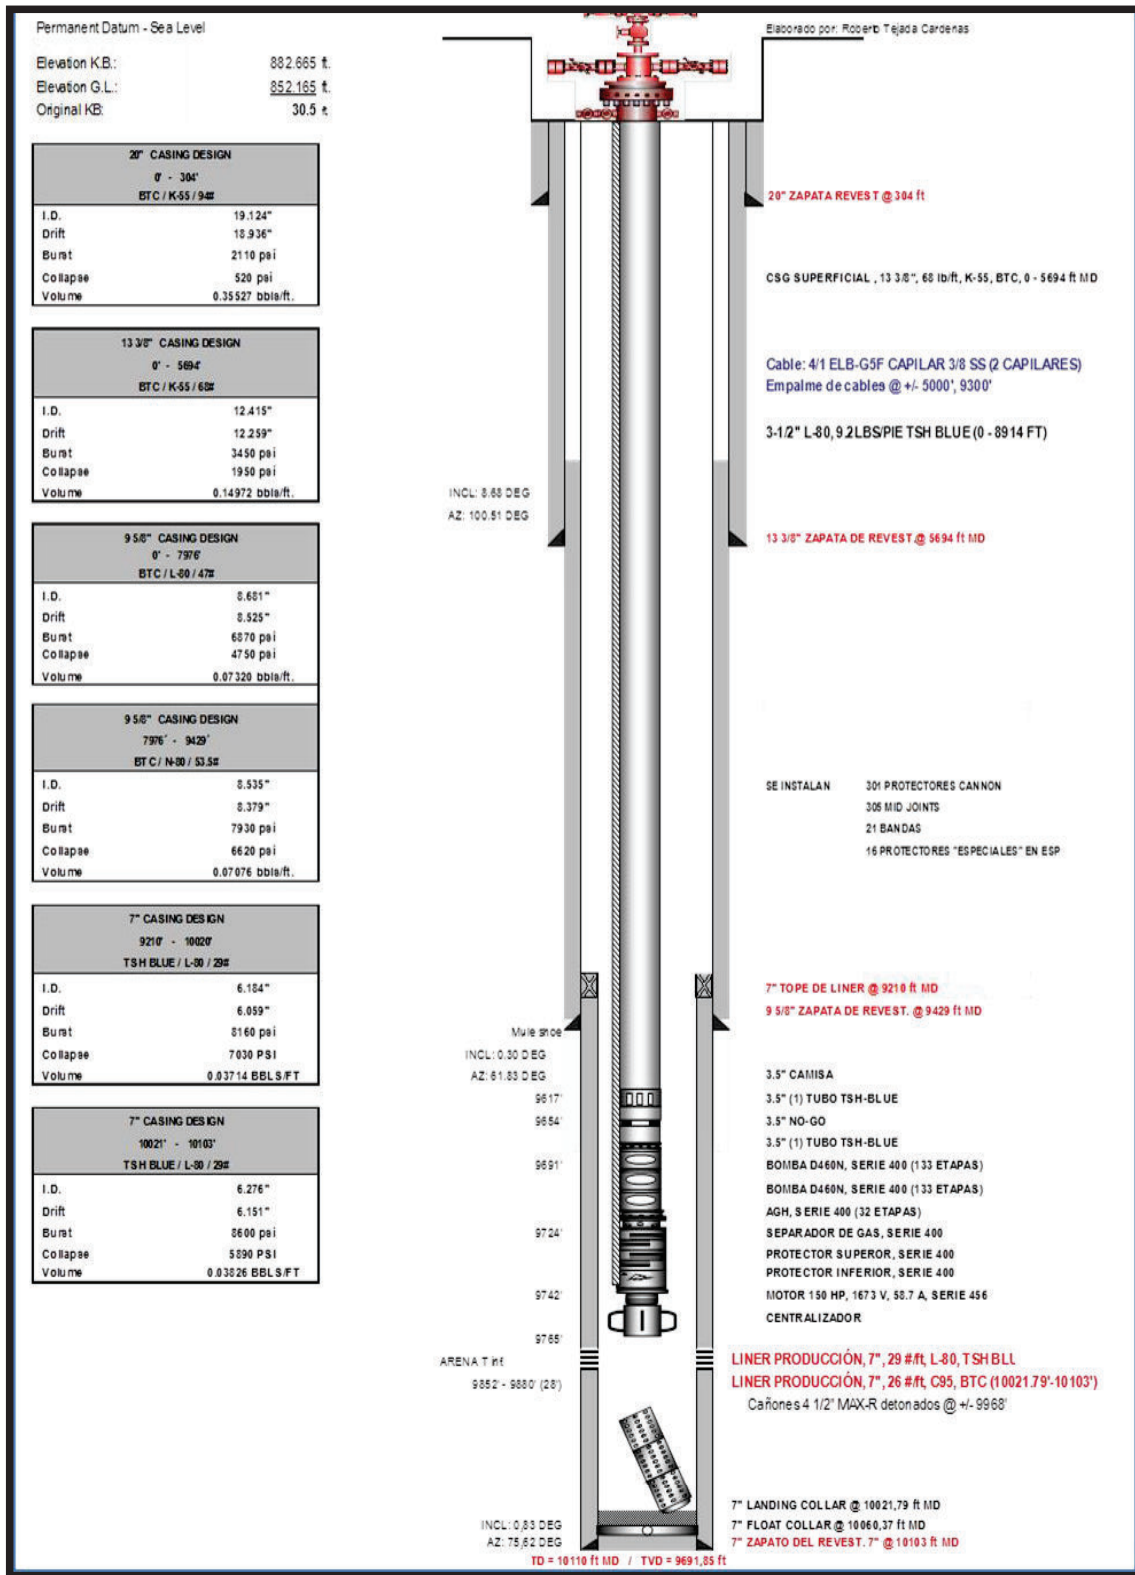 Permanent Datum - Sea Level
Elaborado por: Roberto Tejada Cardenas
Elevation K.B.: 882.665 ft.
Elevation G.L.: 852.165 ft.
Original KB: 30.5 ft.
20" CASING DESIGN
0' - 304'
BTC / K-55 / 94#
I.D. 19.124"
Drift 18.936"
Burst 2110 psi
Collapse 520 psi
Volume 0.35527 bbls/ft.
13 3/8" CASING DESIGN
0' - 5694'
BTC / K-55 / 68#
I.D. 12.415"
Drift 12.259"
Burst 3450 psi
Collapse 1950 psi
Volume 0.14972 bbls/ft.
9 5/8" CASING DESIGN
0' - 7976'
BTC / L-80 / 47#
I.D. 8.681"
Drift 8.525"
Burst 6870 psi
Collapse 4750 psi
Volume 0.07320 bbls/ft.
9 5/8" CASING DESIGN
7976' - 9429'
BTC / N-80 / 53.5#
I.D. 8.535"
Drift 8.379"
Burst 7930 psi
Collapse 6620 psi
Volume 0.07076 bbls/ft.
7" CASING DESIGN
9210' - 10020'
TSH BLUE / L-80 / 29#
I.D. 6.184"
Drift 6.059"
Burst 8160 psi
Collapse 7030 PSI
Volume 0.03714 BBLS/FT
7" CASING DESIGN
10021' - 10103'
TSH BLUE / L-80 / 29#
I.D. 6.276"
Drift 6.151"
Burst 8600 psi
Collapse 5890 PSI
Volume 0.03826 BBLS/FT
INCL: 8.68 DEG
AZ: 100.51 DEG
Mule shoe
INCL: 0.30 DEG
AZ: 61.83 DEG
9617'
9654'
9691'
9724'
9742'
9765'
ARENA T inf
9852' - 9880' (28')
INCL: 0,83 DEG
AZ: 75,62 DEG
TD = 10110 ft MD / TVD = 9691,85 ft
20" ZAPATA REVEST @ 304 ft
CSG SUPERFICIAL , 13 3/8", 68 lb/ft, K-55, BTC, 0 - 5694 ft MD
Cable: 4/1 ELB-G5F CAPILAR 3/8 SS (2 CAPILARES)
Empalme de cables @ +/- 5000', 9300'
3-1/2" L-80, 9.2 LBS/PIE TSH BLUE (0 - 8914 FT)
13 3/8" ZAPATA DE REVEST.@ 5694 ft MD
SE INSTALAN 301 PROTECTORES CANNON
305 MID JOINTS
21 BANDAS
16 PROTECTORES "ESPECIALES" EN ESP
7" TOPE DE LINER @ 9210 ft MD
9 5/8" ZAPATA DE REVEST. @ 9429 ft MD
3.5" CAMISA
3.5" (1) TUBO TSH-BLUE
3.5" NO-GO
3.5" (1) TUBO TSH-BLUE
BOMBA D460N, SERIE 400 (133 ETAPAS)
BOMBA D460N, SERIE 400 (133 ETAPAS)
AGH, SERIE 400 (32 ETAPAS)
SEPARADOR DE GAS, SERIE 400
PROTECTOR SUPEROR, SERIE 400
PROTECTOR INFERIOR, SERIE 400
MOTOR 150 HP, 1673 V, 58.7 A, SERIE 456
CENTRALIZADOR
LINER PRODUCCIÓN, 7", 29 #/ft, L-80, TSH BLU
LINER PRODUCCIÓN, 7", 26 #/ft, C95, BTC (10021.79'-10103')
Cañones 4 1/2" MAX-R detonados @ +/- 9968'
7" LANDING COLLAR @ 10021,79 ft MD
7" FLOAT COLLAR @ 10060,37 ft MD
7" ZAPATO DEL REVEST. 7" @ 10103 ft MD